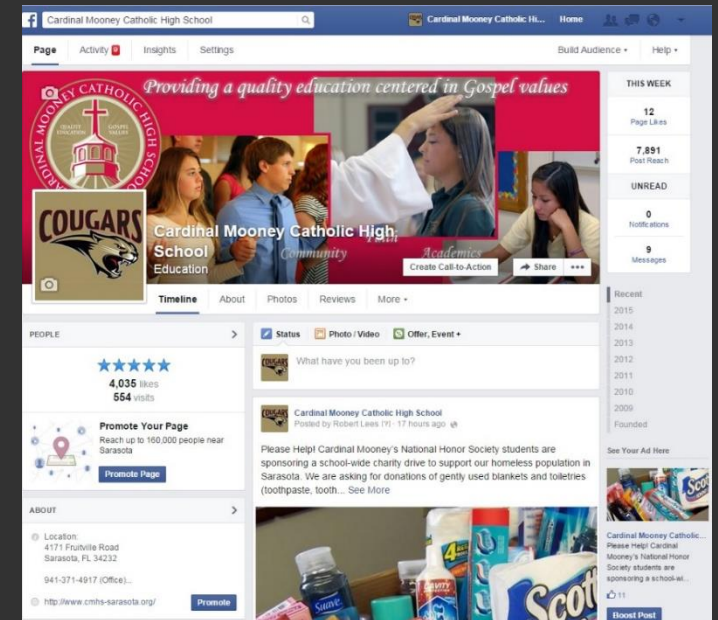 Cardinal Mooney Catholic High School
Cardinal Mooney Catholic Hi...
Home
Page
Activity
Insights
Settings
Build Audience
Help
Providing a quality education centered in Gospel values
CARDINAL MOONEY CATHOLIC HIGH SCHOOL
QUALITY EDUCATION
GOSPEL VALUES
COUGARS
Cardinal Mooney Catholic High
School
Education
Community
Faith
Academics
Create Call-to-Action
Share
Timeline
About
Photos
Reviews
More
THIS WEEK
12
Page Likes
7,891
Post Reach
UNREAD
0
Notifications
9
Messages
Recent
2015
2014
2013
2012
2011
2010
2009
Founded
PEOPLE
4,035 likes
554 visits
Promote Your Page
Reach up to 160,000 people near
Sarasota
Promote Page
ABOUT
Location:
4171 Fruitville Road
Sarasota, FL 34232
941-371-4917 (Office)...
http://www.cmhs-sarasota.org/
Promote
Status
Photo / Video
Offer, Event +
COUGARS
What have you been up to?
COUGARS
Cardinal Mooney Catholic High School
Posted by Robert Lees [?] · 17 hours ago
Please Help! Cardinal Mooney's National Honor Society students are
sponsoring a school-wide charity drive to support our homeless population in
Sarasota. We are asking for donations of gently used blankets and toiletries
(toothpaste, tooth... See More
Suave
CAVITY
Scott
See Your Ad Here
Scott
Cardinal Mooney Catholic...
Please Help! Cardinal
Mooney's National Honor
Society students are
sponsoring a school-wi...
11
Boost Post